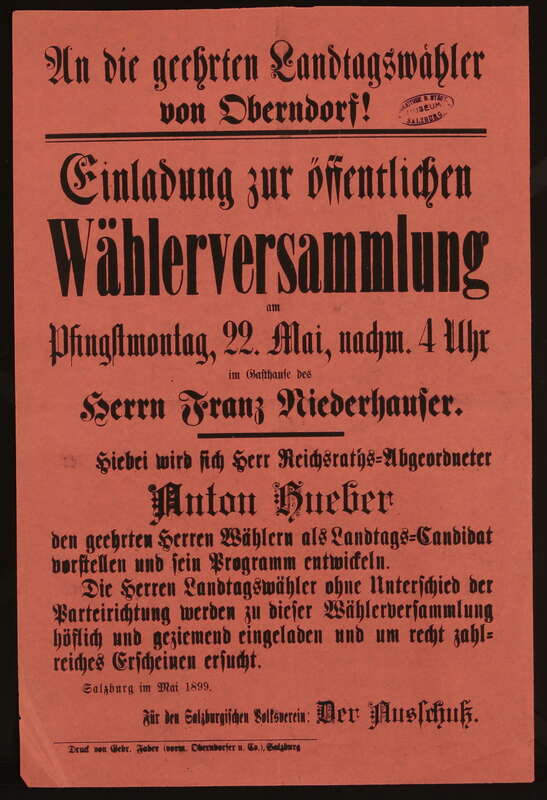 An die geehrten Landtagswähler
von Oberndorf!
MUSEUM
SALZBURG
Einladung zur öffentlichen
Wählerversammlung
am
Pfingstmontag, 22. Mai, nachm. 4 Uhr
im Gasthause des
Herrn Franz Niederhauser.
Hiebei wird sich Herr Reichsraths-Abgeordneter
Anton Hueber
den geehrten Herren Wählern als Landtags-Candidat
vorstellen und sein Programm entwickeln.
Die Herren Landtagswähler ohne Unterschied der
Parteirichtung werden zu dieser Wählerversammlung
höflich und geziemend eingeladen und um recht zahl-
reiches Erscheinen ersucht.
Salzburg im Mai 1899.
Für den Salzburgischen Volksverein: Der Ausschuß.
Druck von Gebr. Fader (vorm. Oberndorfer u. Co.), Salzburg